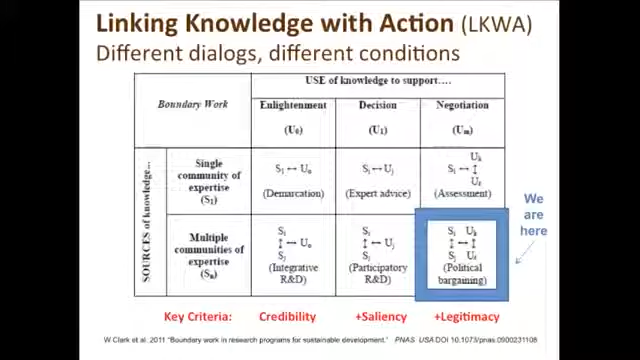 Linking Knowledge with Action (LKWA)
Different dialogs, different conditions
Boundary Work
USE of knowledge to support….
Enlightenment
(U₀)
Decision
(U₁)
Negotiation
(Uₘ)
SOURCES of knowledge...
Single
community of
expertise
(S₁)
S₁ ↔ Uₒ
(Demarcation)
Sᵢ ↔ Uⱼ
(Expert advice)
Uₖ
Sᵢ ↔ ↕
Uₗ
(Assessment)
Multiple
communities of
expertise
(Sₙ)
Sᵢ
↕ ↔ Uₒ
Sⱼ
(Integrative
R&D)
Sᵢ
↕ ↔ Uⱼ
Sⱼ
(Participatory
R&D)
Sᵢ Uₖ
↕ ↔ ↕
Sⱼ Uₗ
(Political
bargaining)
We
are
here
Key Criteria: Credibility +Saliency +Legitimacy
W Clark et al. 2011 "Boundary work in research programs for sustainable development." PNAS USA DOI 10.1073/pnas.0900231108